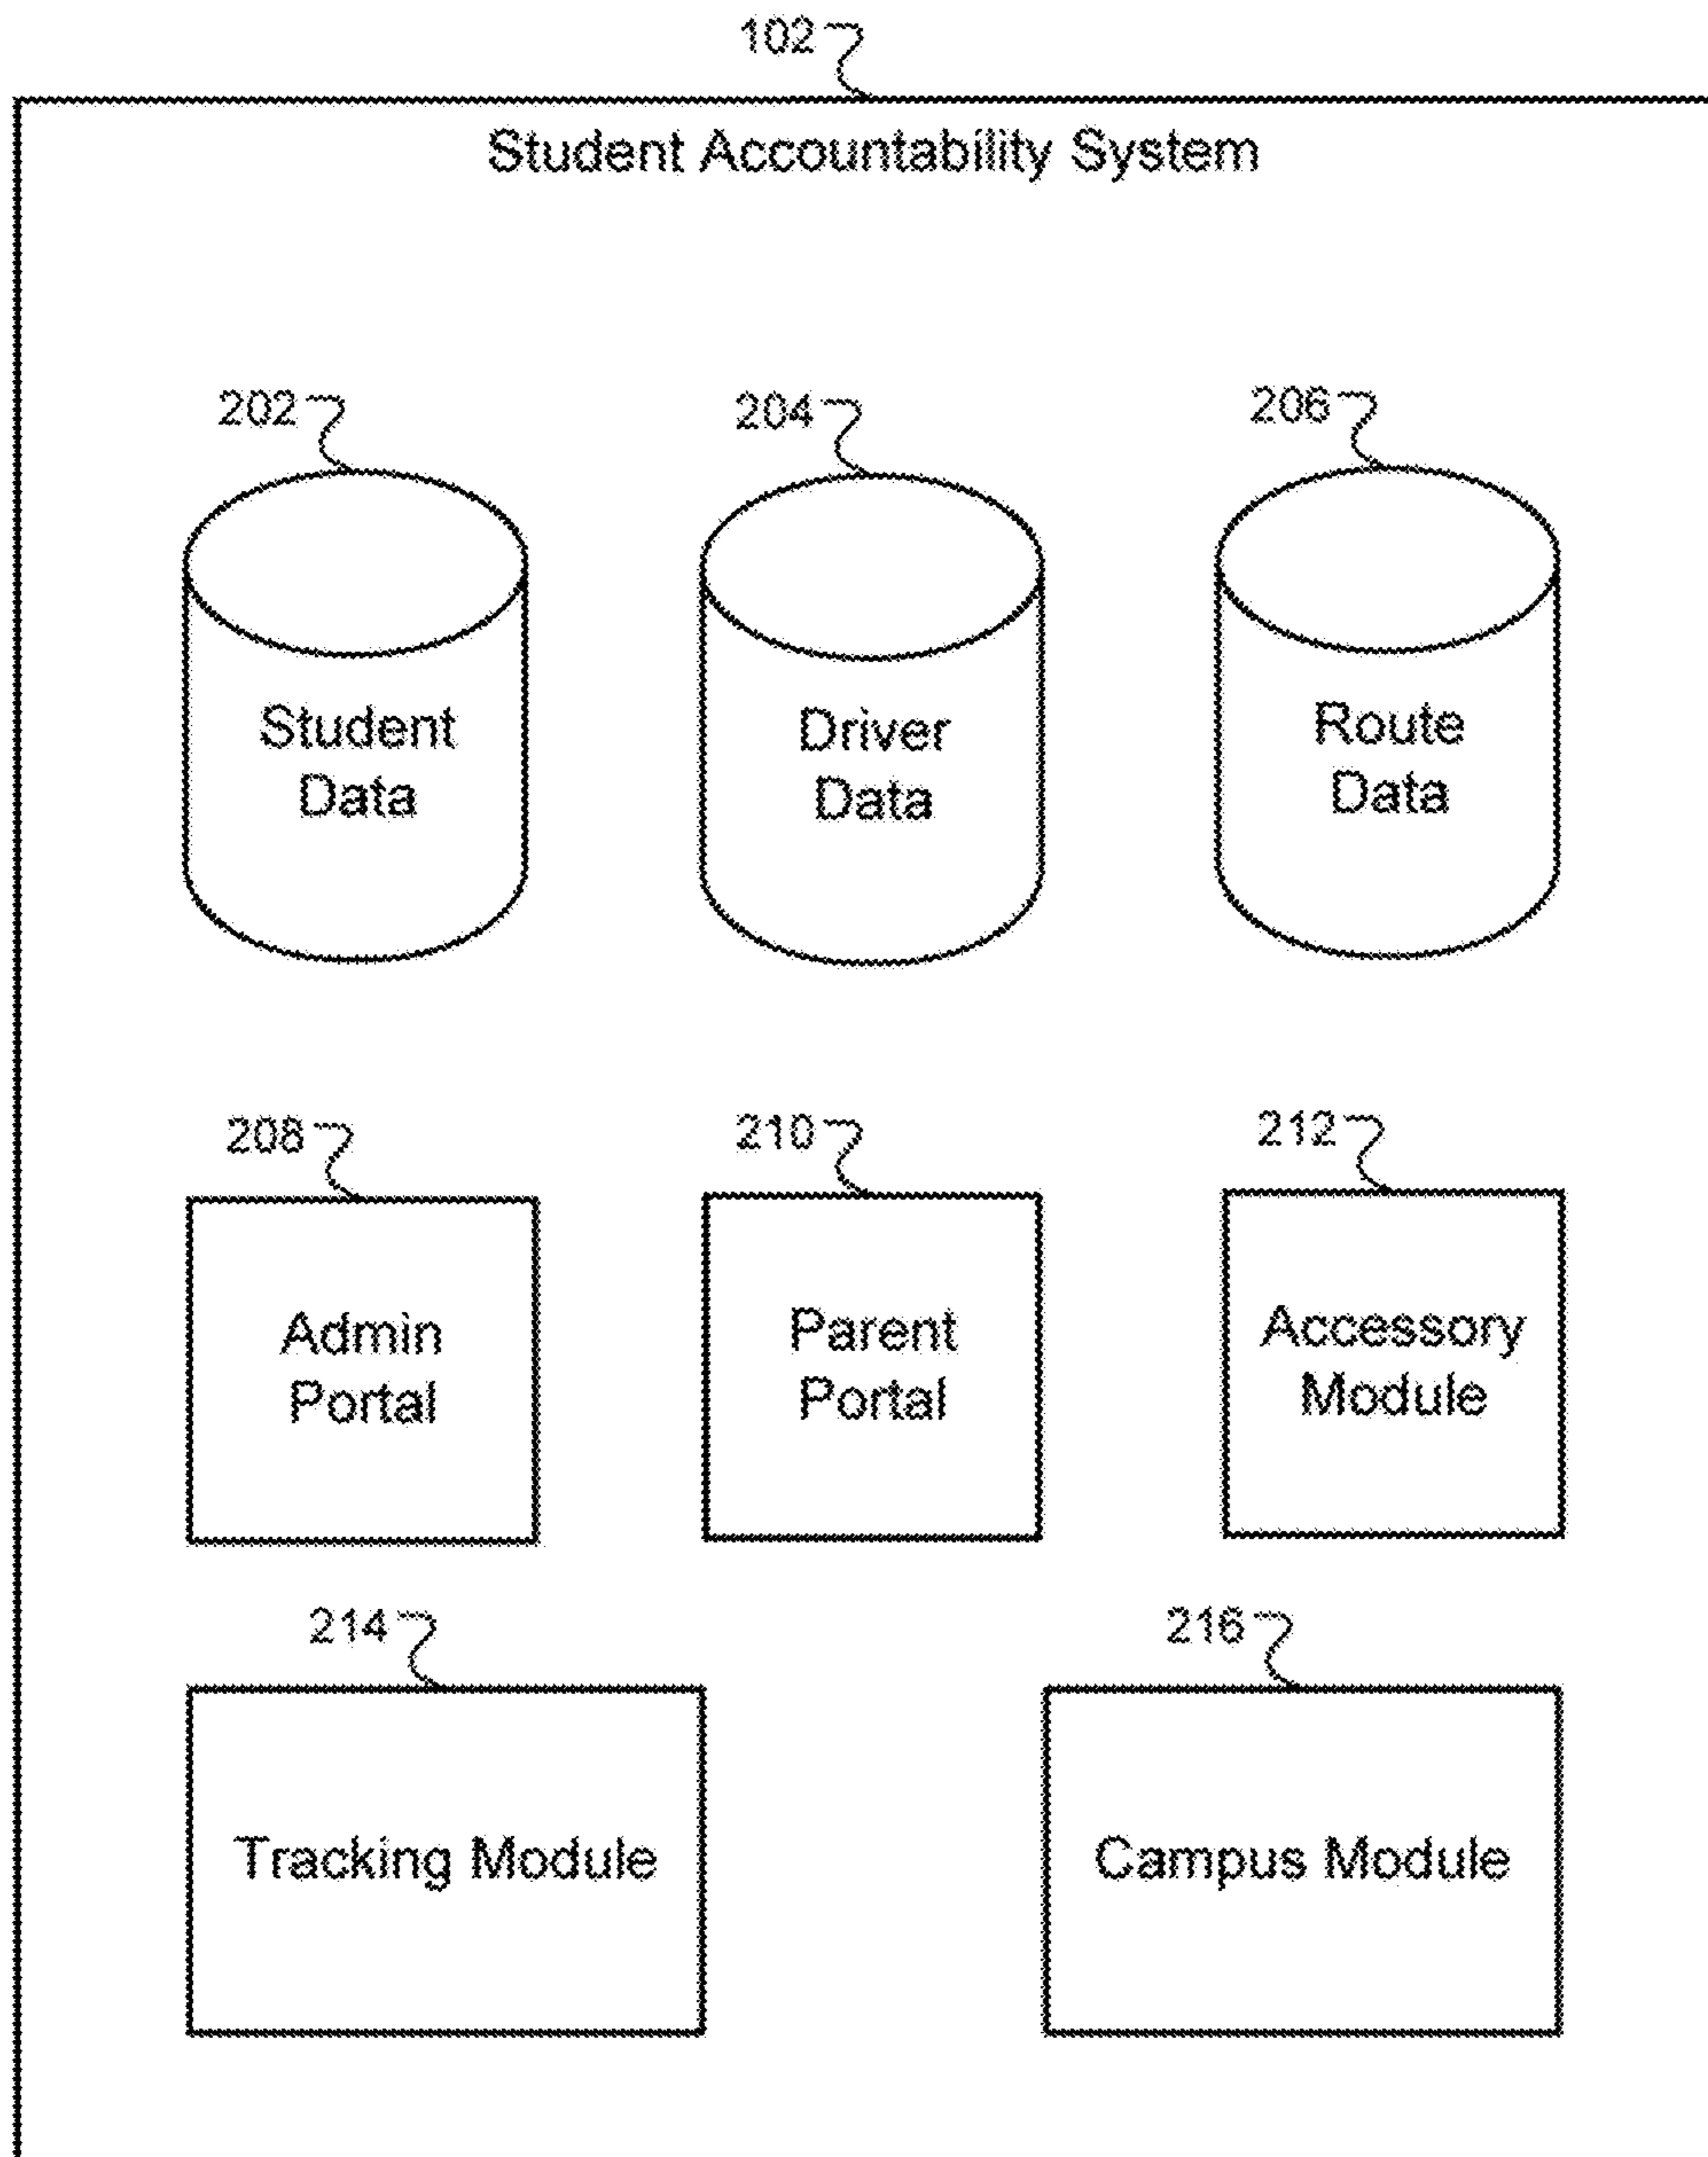 102
Student Accountability System
202
204
206
Student
Data
Driver
Data
Route
Data
208
210
212
Admin
Portal
Parent
Portal
Accessory
Module
214
216
Tracking Module
Campus Module